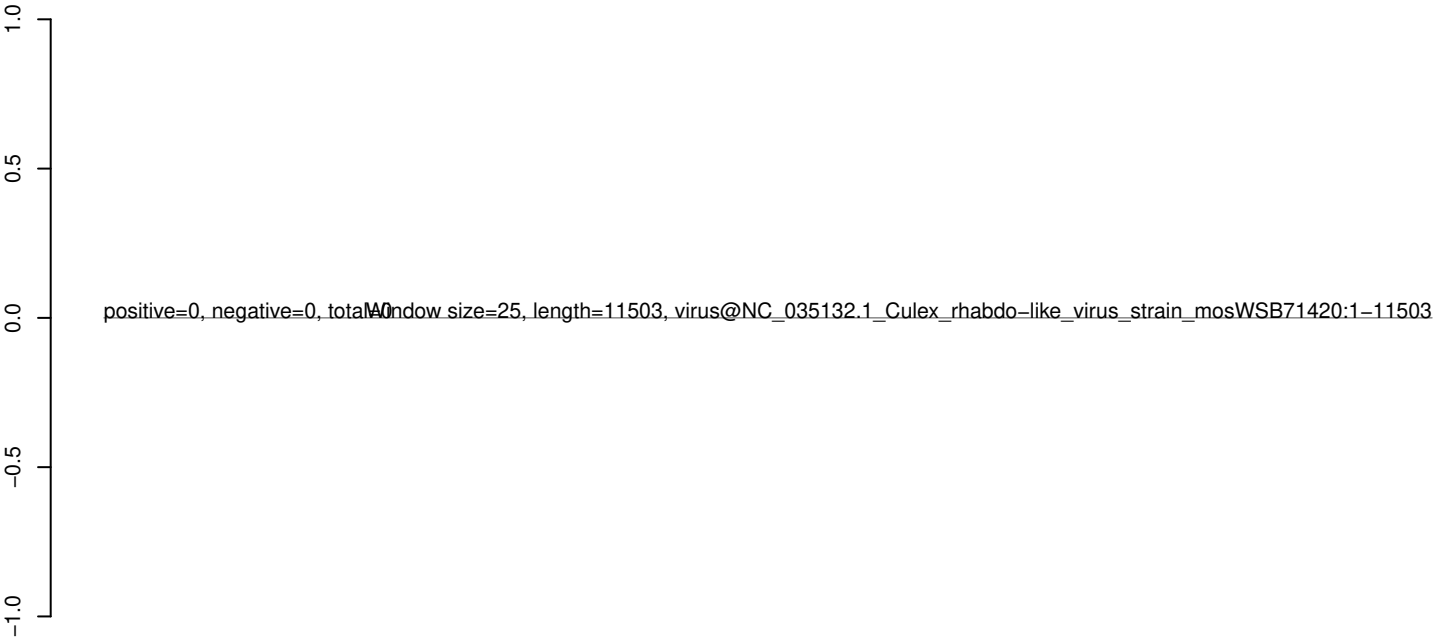 1.0
0.5
0.0
−0.5
−1.0
positive=0, negative=0, total=0
Window size=25, length=11503, virus@NC_035132.1_Culex_rhabdo−like_virus_strain_mosWSB71420:1−11503